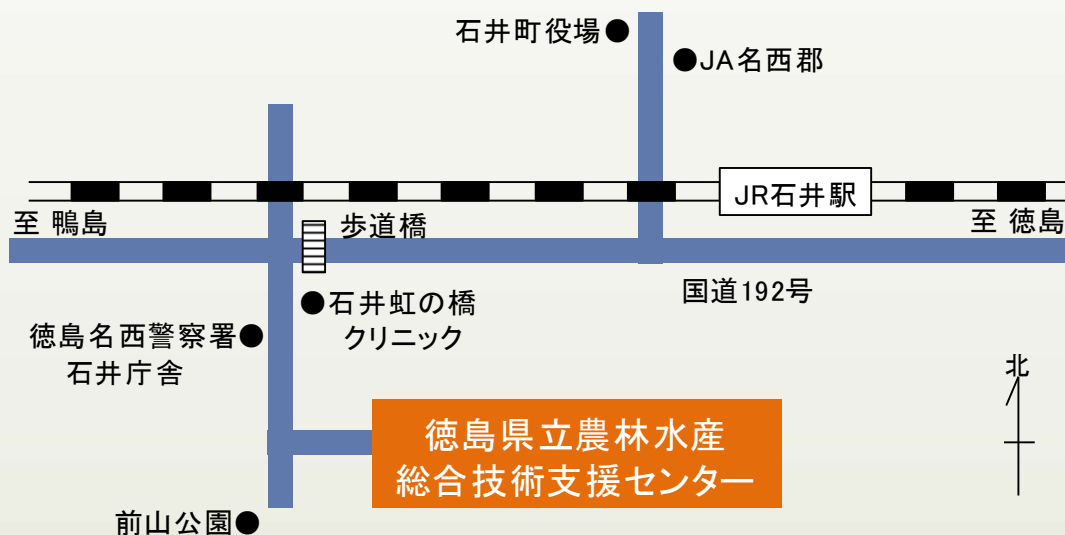 石井町役場●
●JA名西郡
JR石井駅
至 鴨島
歩道橋
至 徳島
国道192号
●石井虹の橋
クリニック
徳島名西警察署●
石井庁舎
北
徳島県立農林水産
総合技術支援センター
前山公園●